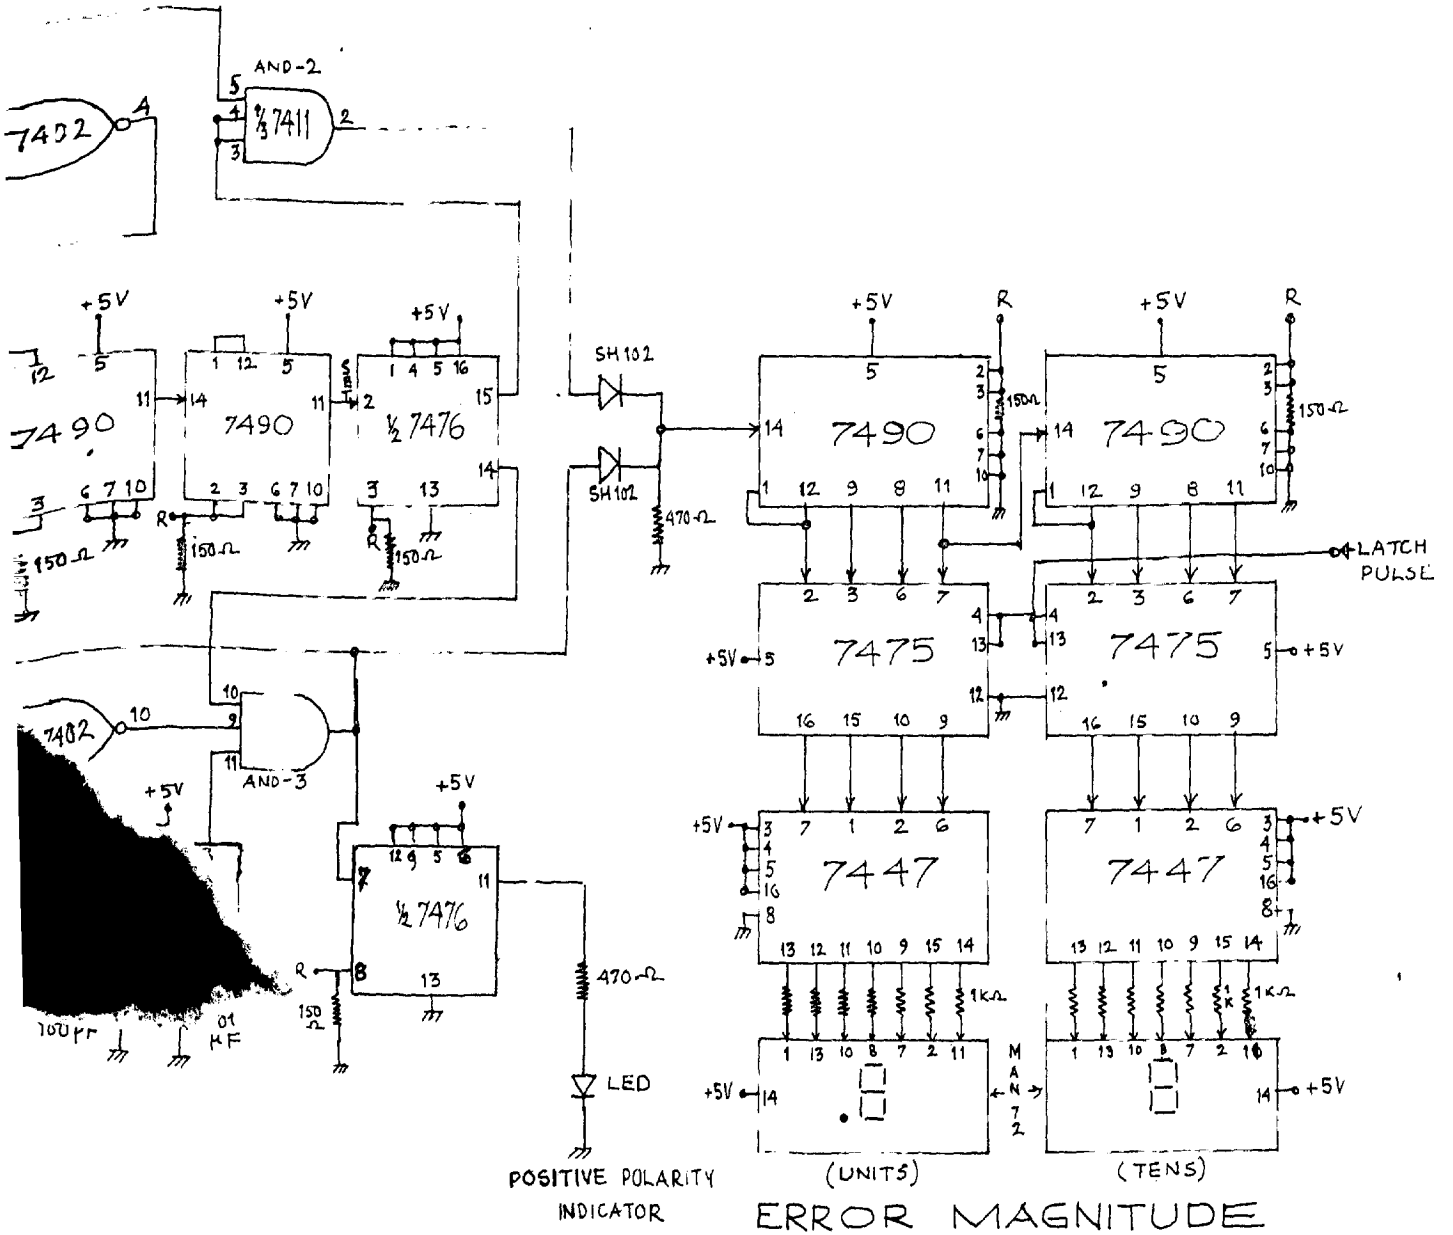 AND-2
5
4
3
1/3 7411
2
7402
4
+5V
+5V
+5V
12
5
11
7490
3
6 7 10
150Ω
1 12 5
14
11
7490
2 3 6 7 10
R
150Ω
1 4 5 16
2
15
1/2 7476
14
3 13
R
150Ω
SH102
SH102
470Ω
+5V
R
5
2
3
150Ω
14
7490
6
7
10
1 12 9 8 11
+5V
R
5
2
3
150Ω
14
7490
6
7
10
1 12 9 8 11
LATCH
PULSE
2 3 6 7
4
13
7475
+5V 5
12
16 15 10 9
2 3 6 7
4
13
7475
5 +5V
12
16 15 10 9
7402
10
10
9
11
AND-3
+5V
+5V
12 9 5 16
7
11
1/2 7476
R 8
13
150
Ω
100μF
01
μF
470Ω
LED
POSITIVE POLARITY
INDICATOR
+5V
7 1 2 6
3
4
5
16
8
7447
13 12 11 10 9 15 14
1KΩ
7 1 2 6
3 +5V
4
5
16
8
7447
13 12 11 10 9 15 14
1K
1KΩ
1 13 10 8 7 2 11
+5V 14
MAN72
1 13 10 8 7 2
14 +5V
(UNITS)
(TENS)
ERROR MAGNITUDE